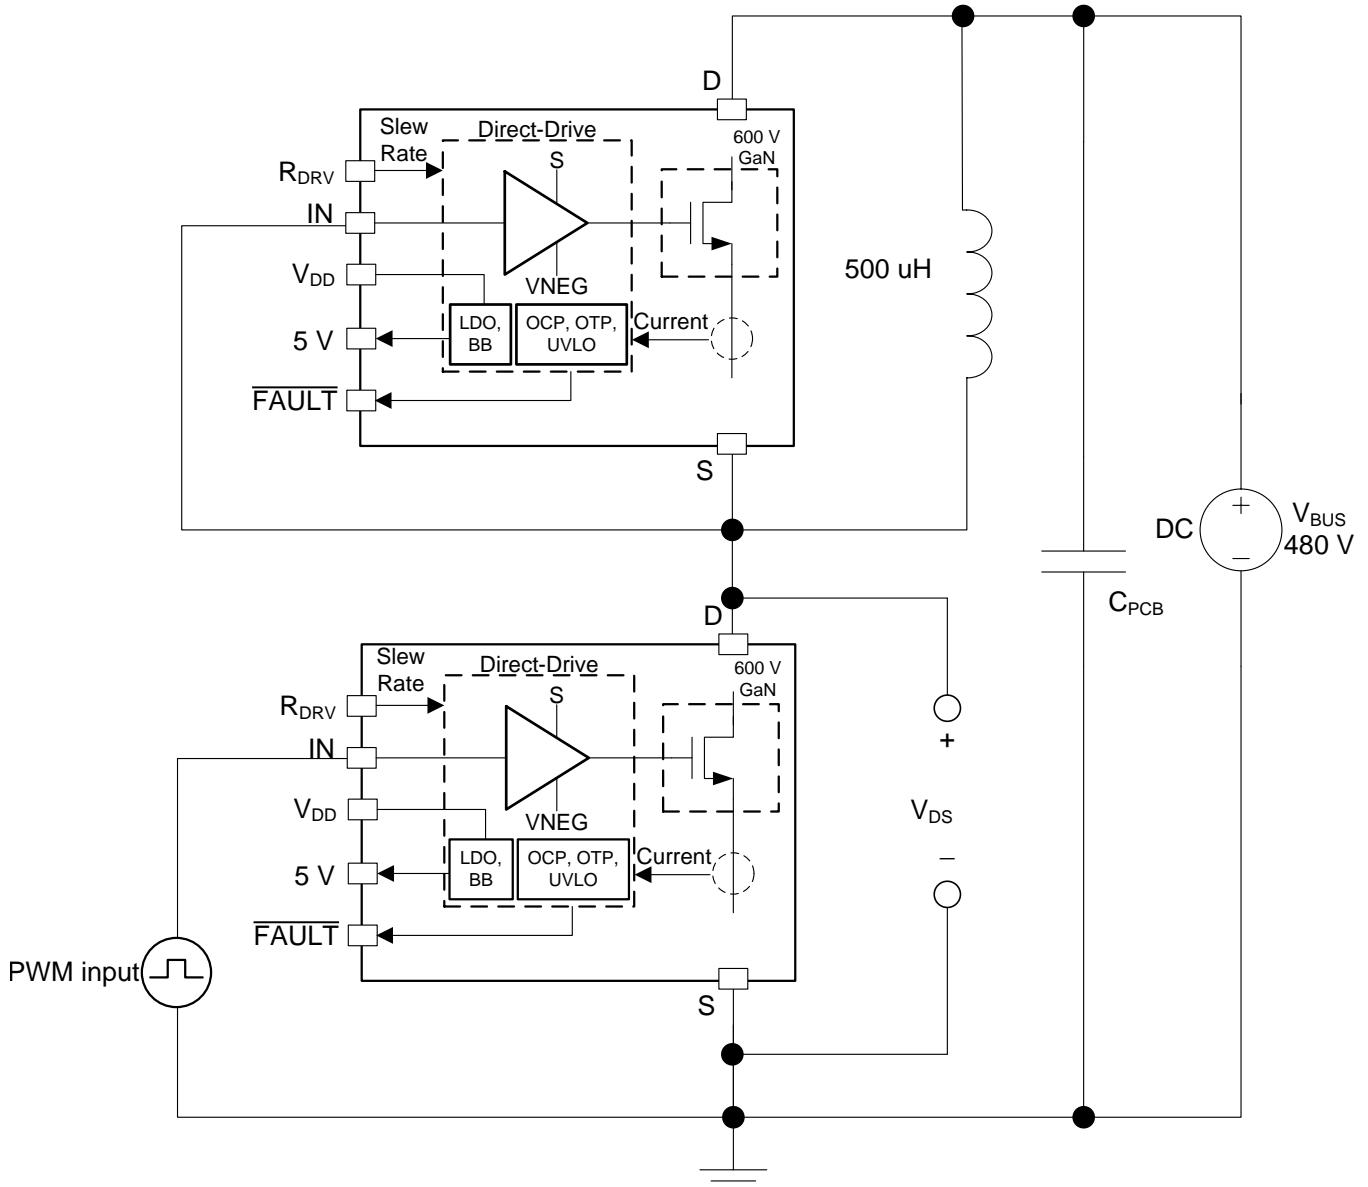 D
Slew
Rate
Direct-Drive
600 V
GaN
S
RDRV
IN
VDD
VNEG
500 uH
5 V
LDO,
BB
OCP, OTP,
UVLO
Current
FAULT
S
DC
VBUS
480 V
CPCB
D
Slew
Rate
Direct-Drive
600 V
GaN
S
RDRV
IN
+
VDD
VNEG
VDS
5 V
LDO,
BB
OCP, OTP,
UVLO
Current
–
FAULT
PWM input
S